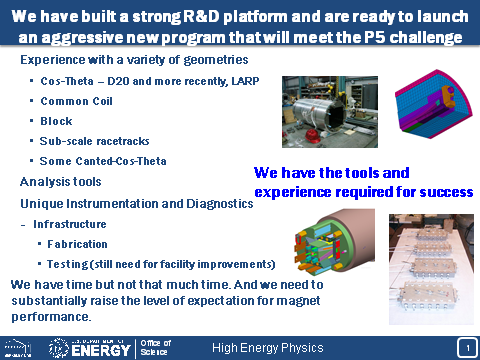 We have built a strong R&D platform and are ready to launch
an aggressive new program that will meet the P5 challenge
Experience with a variety of geometries
• Cos-Theta – D20 and more recently, LARP
• Common Coil
• Block
• Sub-scale racetracks
• Some Canted-Cos-Theta
We have the tools and
experience required for success
Analysis tools
Unique Instrumentation and Diagnostics
– Infrastructure
• Fabrication
• Testing (still need for facility improvements)
We have time but not that much time. And we need to
substantially raise the level of expectation for magnet
performance.
U.S. DEPARTMENT OF
ENERGY
Office of
Science
High Energy Physics
1